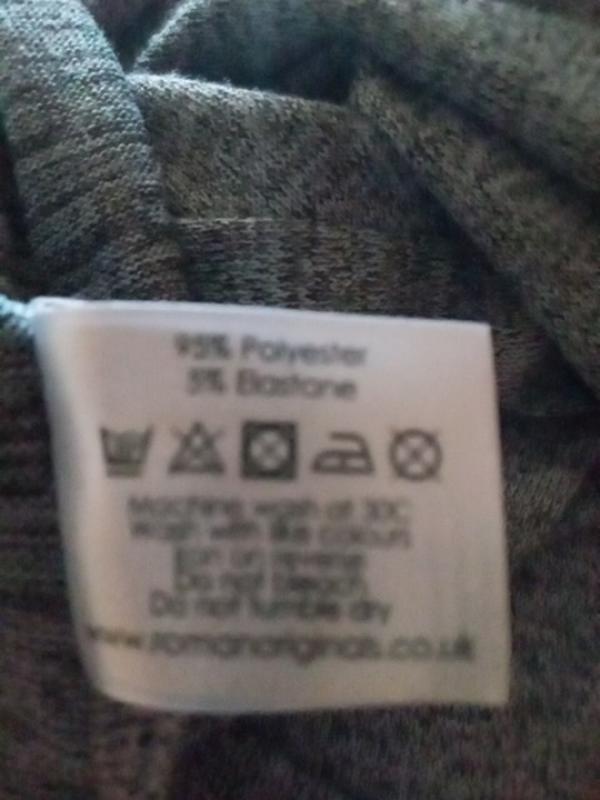 95% Polyester
5% Elastane
Machine wash at 30C
Wash with like colours
Iron on reverse
Do not bleach
Do not tumble dry
www.romanoriginals.co.uk